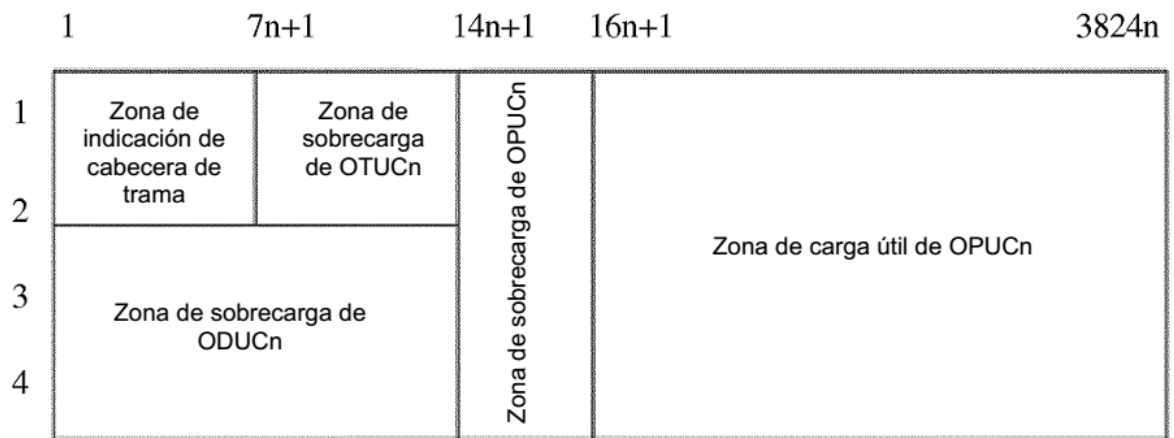 1 7n+1 14n+1 16n+1 3824n
1
2
3
4
Zona de
indicación de
cabecera de
trama
Zona de
sobrecarga
de OTUCn
Zona de sobrecarga de
ODUCn
Zona de sobrecarga de OPUCn
Zona de carga útil de OPUCn